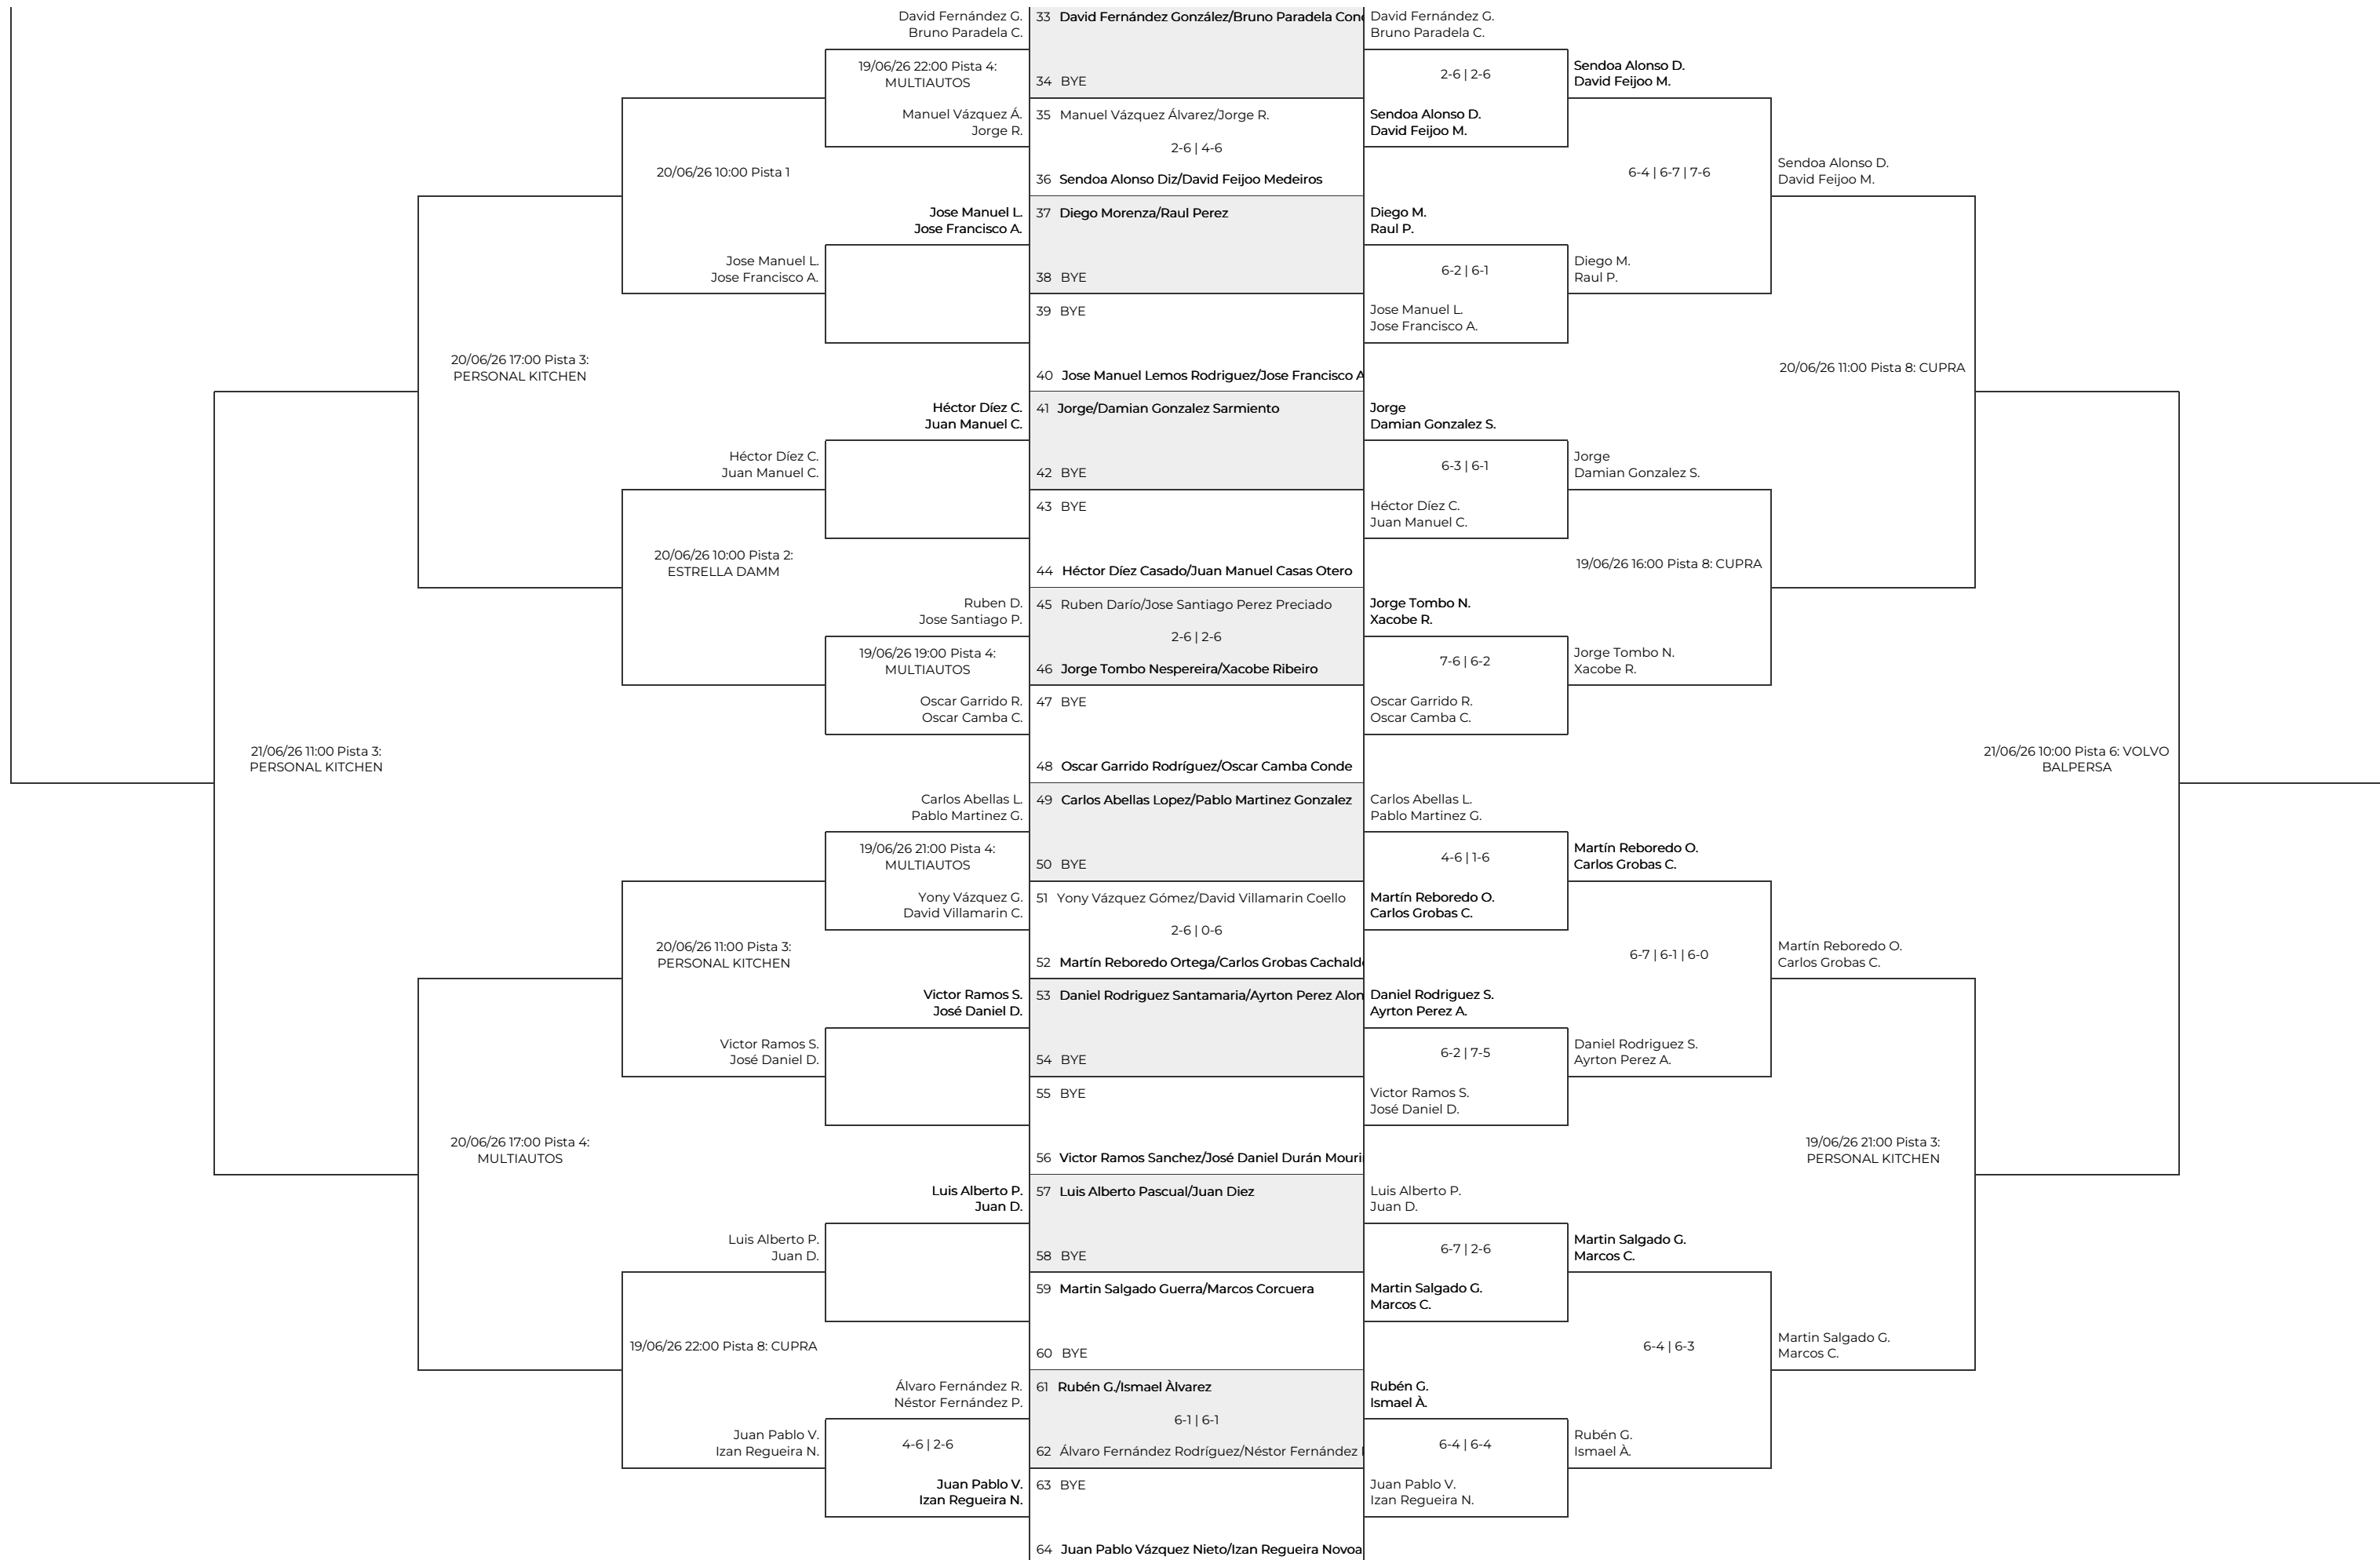 David Fernández G.
Bruno Paradela C.
19/06/26 22:00 Pista 4:
MULTIAUTOS
Manuel Vázquez Á.
Jorge R.
20/06/26 10:00 Pista 1
Jose Manuel L.
Jose Francisco A.
Jose Manuel L.
Jose Francisco A.
20/06/26 17:00 Pista 3:
PERSONAL KITCHEN
Héctor Díez C.
Juan Manuel C.
Héctor Díez C.
Juan Manuel C.
20/06/26 10:00 Pista 2:
ESTRELLA DAMM
Ruben D.
Jose Santiago P.
19/06/26 19:00 Pista 4:
MULTIAUTOS
Oscar Garrido R.
Oscar Camba C.
21/06/26 11:00 Pista 3:
PERSONAL KITCHEN
Carlos Abellas L.
Pablo Martinez G.
19/06/26 21:00 Pista 4:
MULTIAUTOS
Yony Vázquez G.
David Villamarin C.
20/06/26 11:00 Pista 3:
PERSONAL KITCHEN
Victor Ramos S.
José Daniel D.
Victor Ramos S.
José Daniel D.
20/06/26 17:00 Pista 4:
MULTIAUTOS
Luis Alberto P.
Juan D.
Luis Alberto P.
Juan D.
19/06/26 22:00 Pista 8: CUPRA
Álvaro Fernández R.
Néstor Fernández P.
Juan Pablo V.
Izan Regueira N.
4-6 | 2-6
Juan Pablo V.
Izan Regueira N.
33 David Fernández González/Bruno Paradela Con
34 BYE
35 Manuel Vázquez Álvarez/Jorge R.
2-6 | 4-6
36 Sendoa Alonso Diz/David Feijoo Medeiros
37 Diego Morenza/Raul Perez
38 BYE
39 BYE
40 Jose Manuel Lemos Rodriguez/Jose Francisco A
41 Jorge/Damian Gonzalez Sarmiento
42 BYE
43 BYE
44 Héctor Díez Casado/Juan Manuel Casas Otero
45 Ruben Darío/Jose Santiago Perez Preciado
2-6 | 2-6
46 Jorge Tombo Nespereira/Xacobe Ribeiro
47 BYE
48 Oscar Garrido Rodríguez/Oscar Camba Conde
49 Carlos Abellas Lopez/Pablo Martinez Gonzalez
50 BYE
51 Yony Vázquez Gómez/David Villamarin Coello
2-6 | 0-6
52 Martín Reboredo Ortega/Carlos Grobas Cachald
53 Daniel Rodriguez Santamaria/Ayrton Perez Alon
54 BYE
55 BYE
56 Victor Ramos Sanchez/José Daniel Durán Mouri
57 Luis Alberto Pascual/Juan Diez
58 BYE
59 Martin Salgado Guerra/Marcos Corcuera
60 BYE
61 Rubén G./Ismael Àlvarez
6-1 | 6-1
62 Álvaro Fernández Rodríguez/Néstor Fernández
63 BYE
64 Juan Pablo Vázquez Nieto/Izan Regueira Novoa
David Fernández G.
Bruno Paradela C.
2-6 | 2-6
Sendoa Alonso D.
David Feijoo M.
Sendoa Alonso D.
David Feijoo M.
6-4 | 6-7 | 7-6
Sendoa Alonso D.
David Feijoo M.
Diego M.
Raul P.
6-2 | 6-1
Diego M.
Raul P.
Jose Manuel L.
Jose Francisco A.
20/06/26 11:00 Pista 8: CUPRA
Jorge
Damian Gonzalez S.
6-3 | 6-1
Jorge
Damian Gonzalez S.
Héctor Díez C.
Juan Manuel C.
19/06/26 16:00 Pista 8: CUPRA
Jorge Tombo N.
Xacobe R.
7-6 | 6-2
Jorge Tombo N.
Xacobe R.
Oscar Garrido R.
Oscar Camba C.
21/06/26 10:00 Pista 6: VOLVO
BALPERSA
Carlos Abellas L.
Pablo Martinez G.
4-6 | 1-6
Martín Reboredo O.
Carlos Grobas C.
Martín Reboredo O.
Carlos Grobas C.
6-7 | 6-1 | 6-0
Martín Reboredo O.
Carlos Grobas C.
Daniel Rodriguez S.
Ayrton Perez A.
6-2 | 7-5
Daniel Rodriguez S.
Ayrton Perez A.
Victor Ramos S.
José Daniel D.
19/06/26 21:00 Pista 3:
PERSONAL KITCHEN
Luis Alberto P.
Juan D.
6-7 | 2-6
Martin Salgado G.
Marcos C.
Martin Salgado G.
Marcos C.
6-4 | 6-3
Martin Salgado G.
Marcos C.
Rubén G.
Ismael À.
6-4 | 6-4
Rubén G.
Ismael À.
Juan Pablo V.
Izan Regueira N.